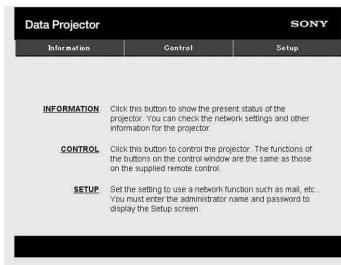 Data Projector SONY
Information Control Setup
INFORMATION Click this button to show the present status of the
projector. You can check the network settings and other
information for the projector.
CONTROL Click this button to control the projector. The functions of
the buttons on the control window are the same as those
on the supplied remote control.
SETUP Set the setting to use a network function such as mail, etc..
You must enter the administrator name and password to
display the Setup screen.